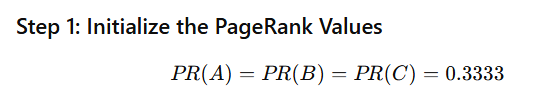 Step 1: Initialize the PageRank Values
PR(A) = PR(B) = PR(C) = 0.3333